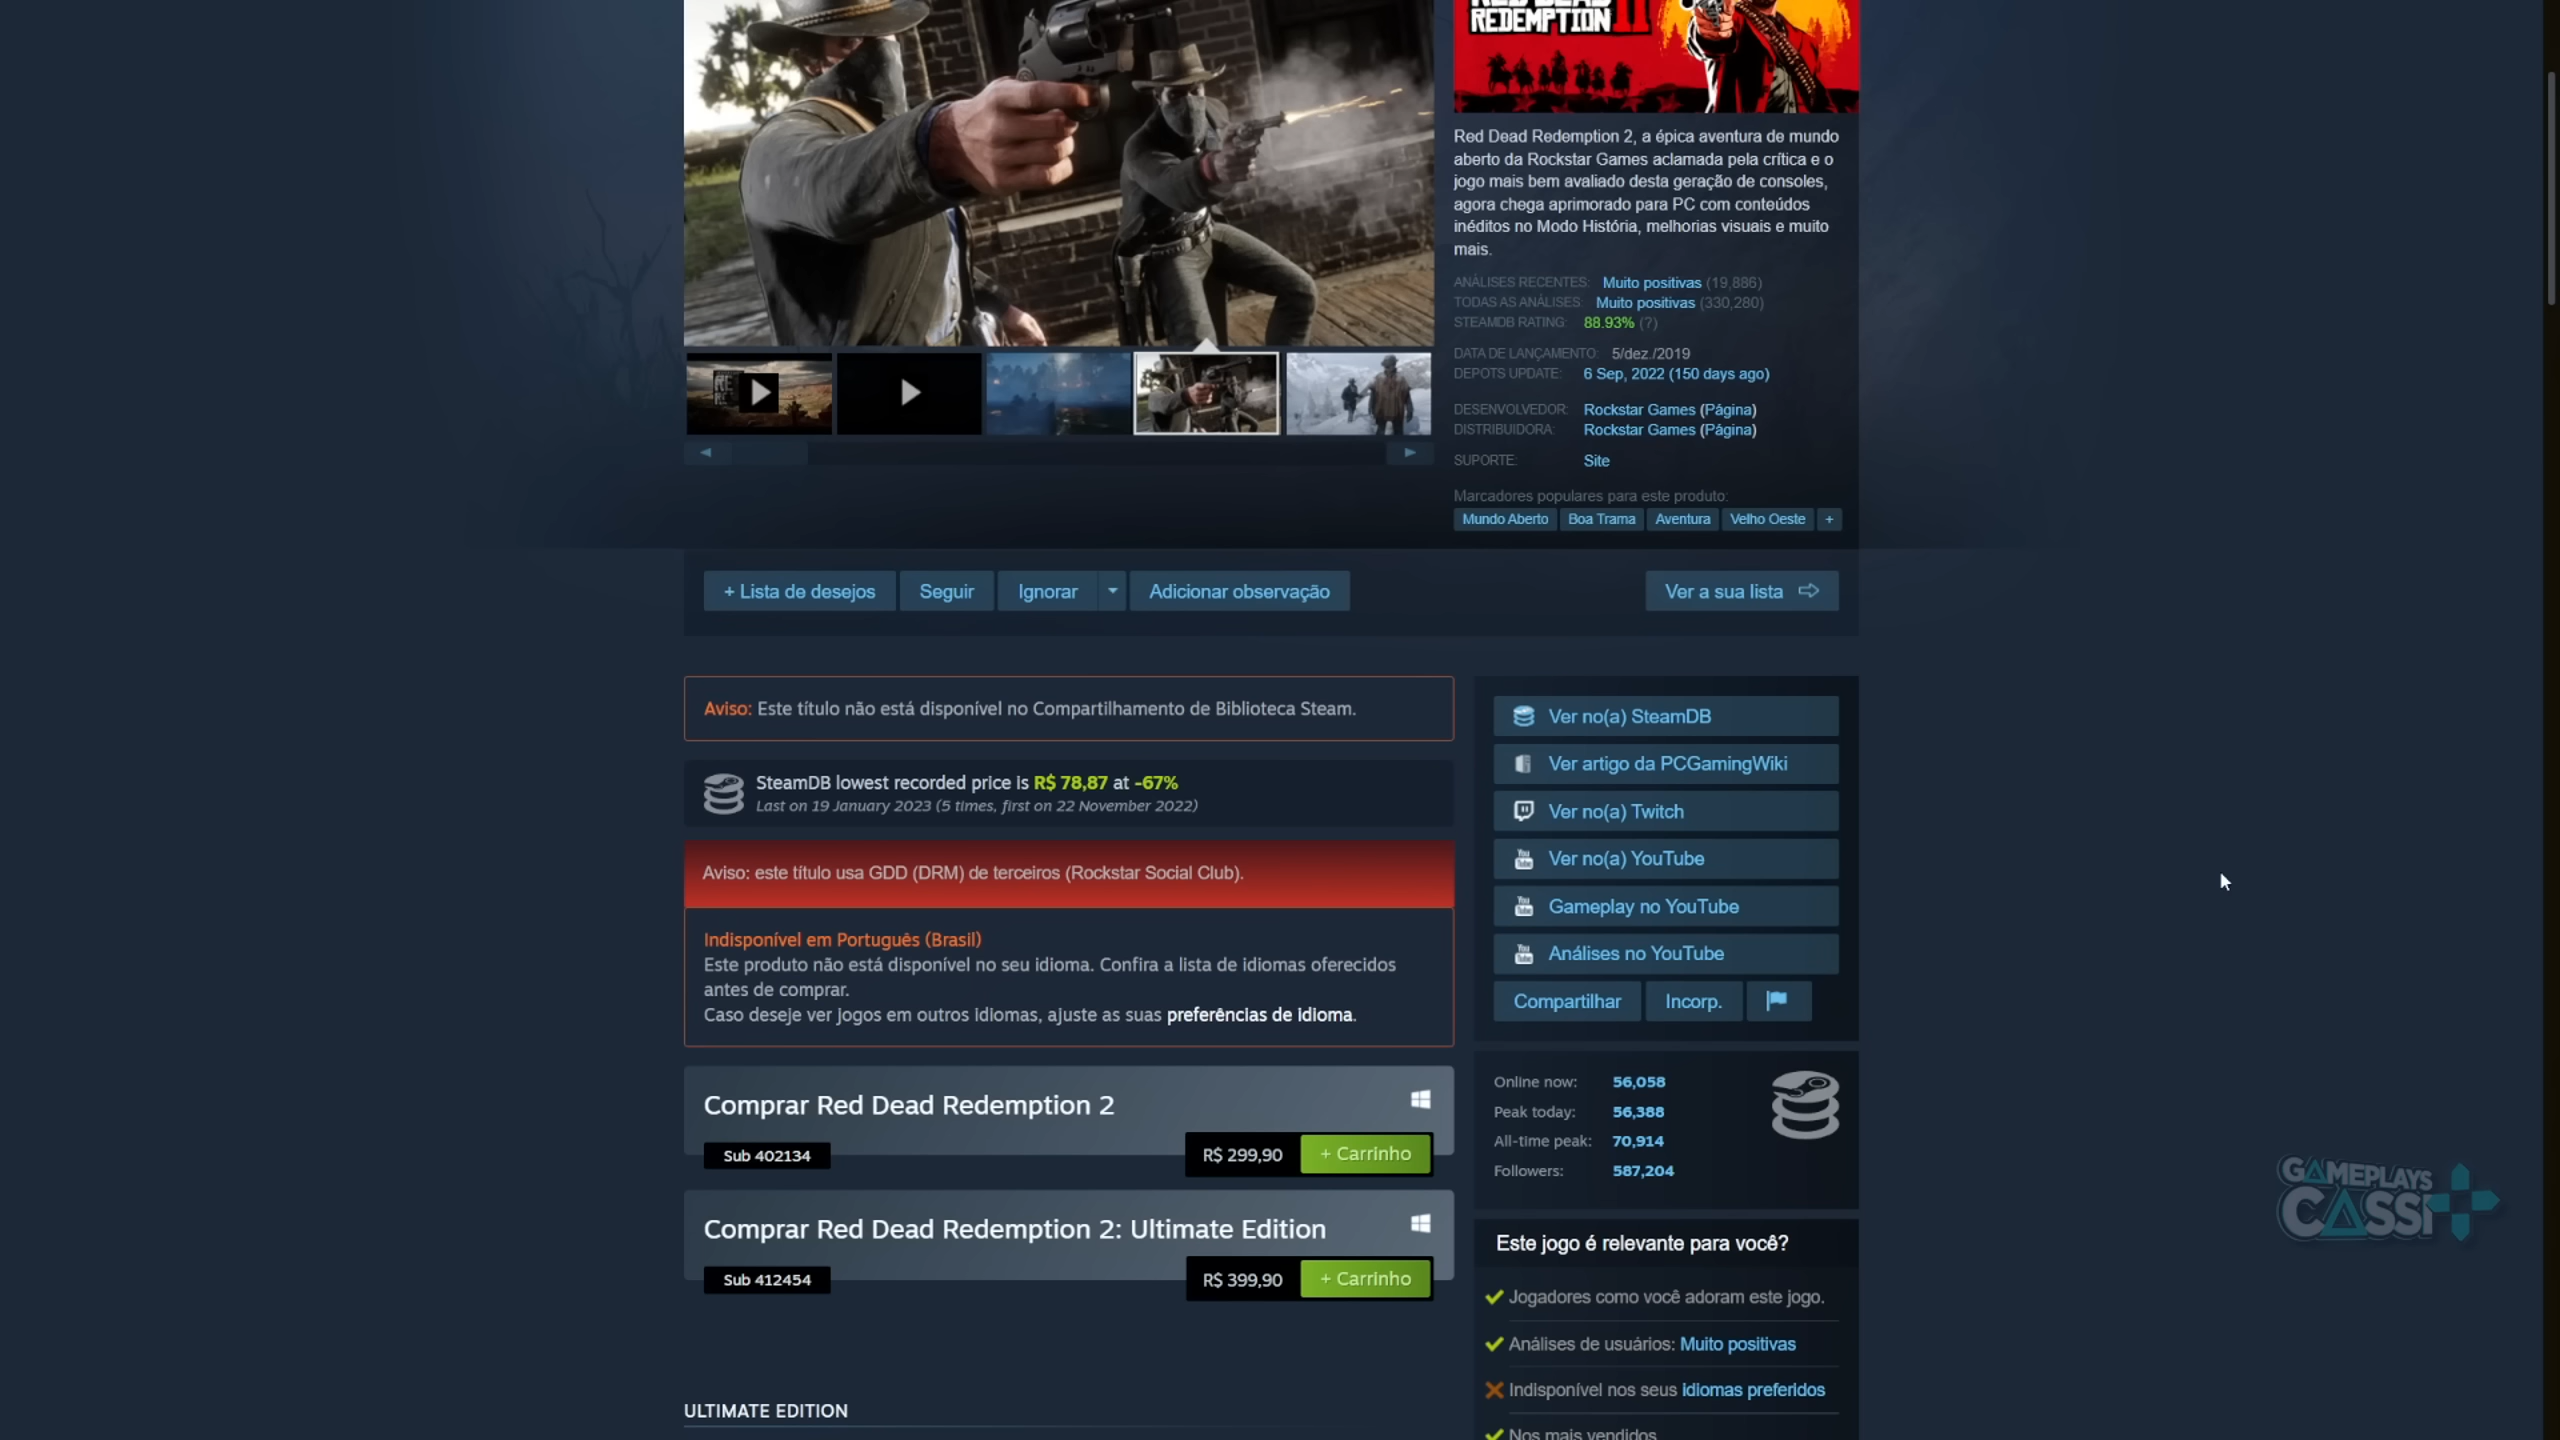 RED DEAD
REDEMPTION II
Red Dead Redemption 2, a épica aventura de mundo
aberto da Rockstar Games aclamada pela crítica e o
jogo mais bem avaliado desta geração de consoles,
agora chega aprimorado para PC com conteúdos
inéditos no Modo História, melhorias visuais e muito
mais.
ANÁLISES RECENTES: Muito positivas (19,886)
TODAS AS ANÁLISES: Muito positivas (330,280)
STEAMDB RATING: 88.93% (?)
DATA DE LANÇAMENTO: 5/dez./2019
DEPOTS UPDATE: 6 Sep, 2022 (150 days ago)
DESENVOLVEDOR: Rockstar Games (Página)
DISTRIBUIDORA: Rockstar Games (Página)
SUPORTE: Site
Marcadores populares para este produto:
Mundo Aberto Boa Trama Aventura Velho Oeste +
+ Lista de desejos Seguir Ignorar Adicionar observação Ver a sua lista
Aviso: Este título não está disponível no Compartilhamento de Biblioteca Steam.
SteamDB lowest recorded price is R$ 78,87 at -67%
Last on 19 January 2023 (5 times, first on 22 November 2022)
Aviso: este título usa GDD (DRM) de terceiros (Rockstar Social Club).
Indisponível em Português (Brasil)
Este produto não está disponível no seu idioma. Confira a lista de idiomas oferecidos
antes de comprar.
Caso deseje ver jogos em outros idiomas, ajuste as suas preferências de idioma.
Comprar Red Dead Redemption 2
Sub 402134
R$ 299,90 + Carrinho
Comprar Red Dead Redemption 2: Ultimate Edition
Sub 412454
R$ 399,90 + Carrinho
ULTIMATE EDITION
Ver no(a) SteamDB
Ver artigo da PCGamingWiki
Ver no(a) Twitch
Ver no(a) YouTube
Gameplay no YouTube
Análises no YouTube
Compartilhar Incorp.
Online now: 56,058
Peak today: 56,388
All-time peak: 70,914
Followers: 587,204
Este jogo é relevante para você?
Jogadores como você adoram este jogo.
Análises de usuários: Muito positivas
Indisponível nos seus idiomas preferidos
Nos mais vendidos
GAMEPLAYS
CASSI